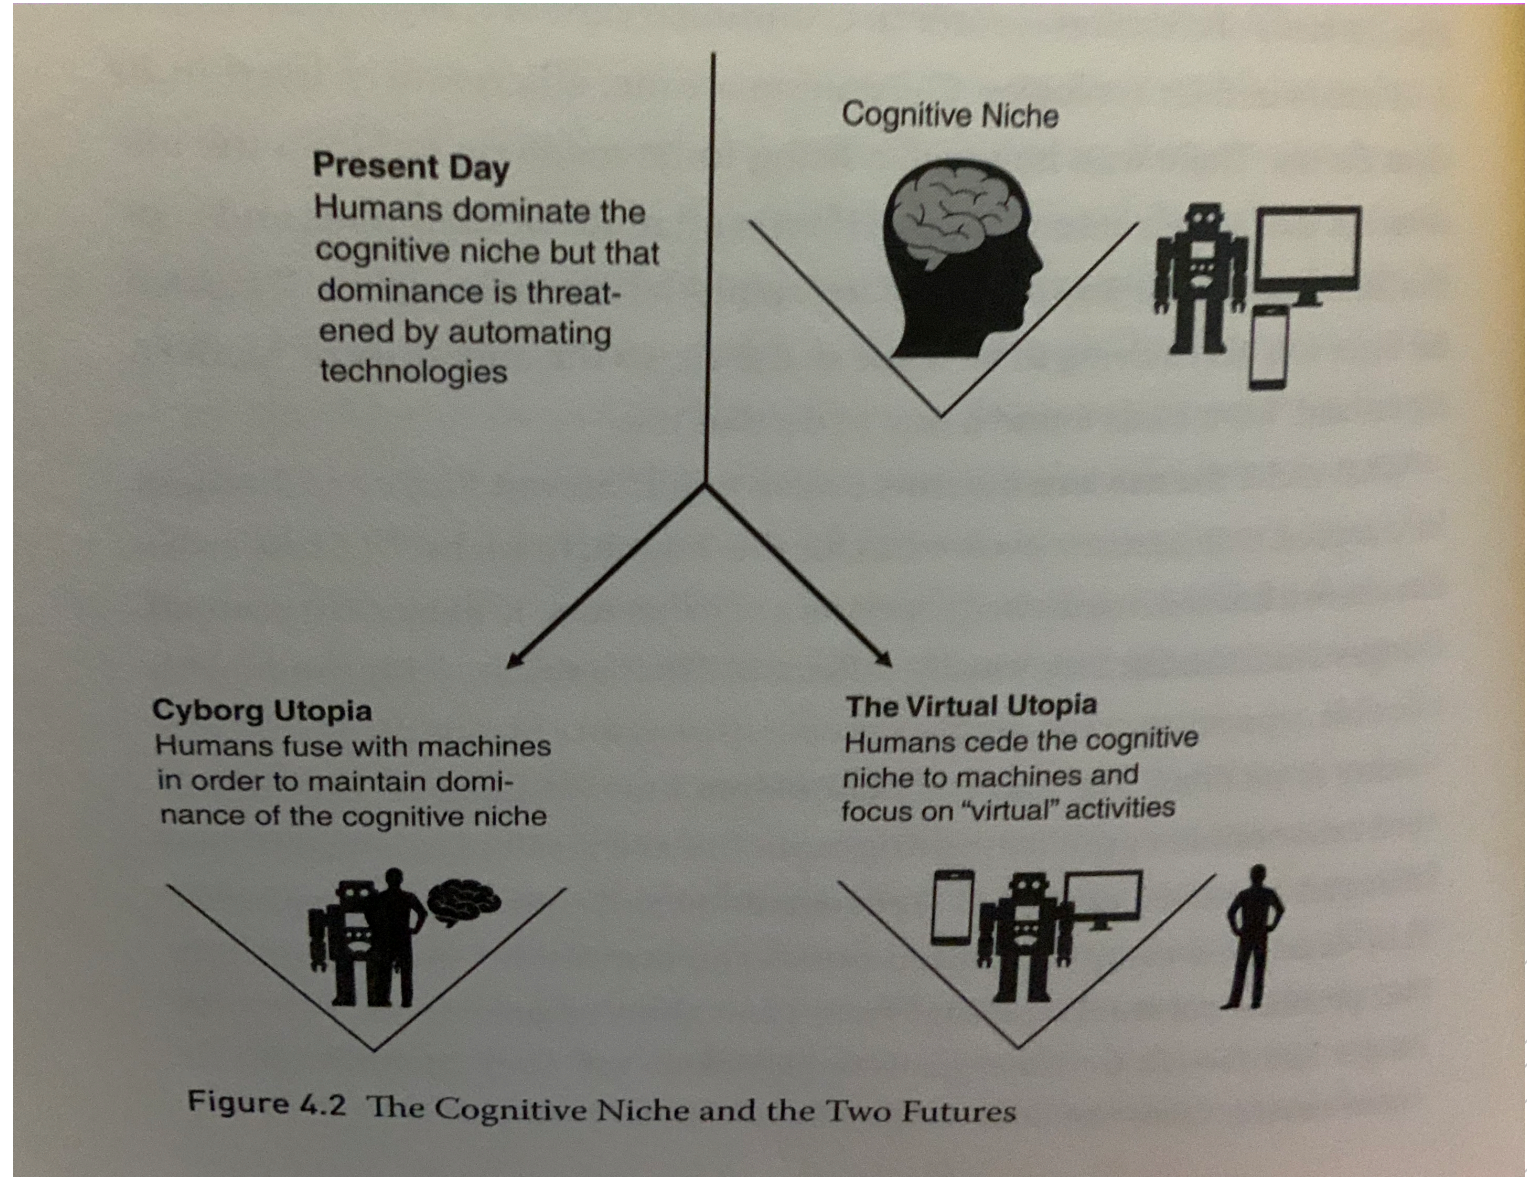 Cognitive Niche
Present Day
Humans dominate the
cognitive niche but that
dominance is threat-
ened by automating
technologies
Cyborg Utopia
Humans fuse with machines
in order to maintain domi-
nance of the cognitive niche
The Virtual Utopia
Humans cede the cognitive
niche to machines and
focus on “virtual” activities
Figure 4.2 The Cognitive Niche and the Two Futures